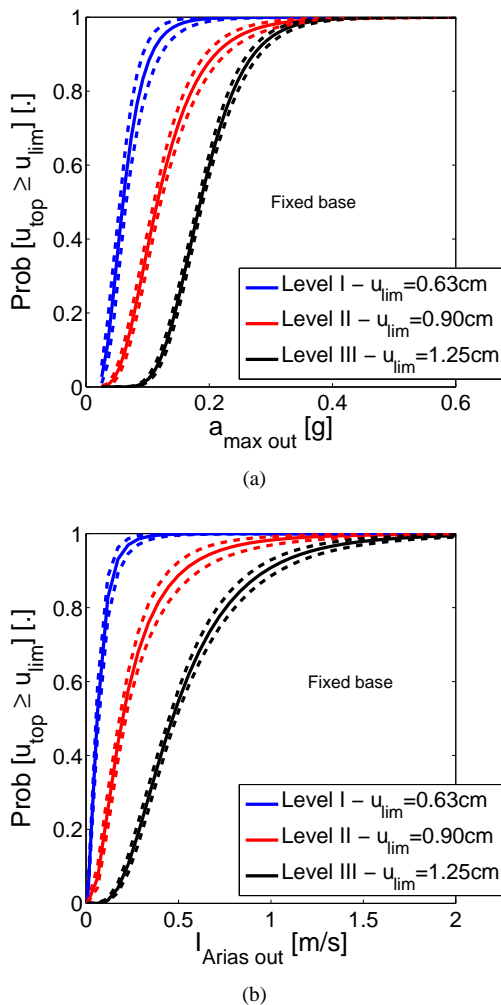 1
0.8
0.6
0.4
0.2
0
Prob [u_top ≥ u_lim] [.]
Fixed base
Level I − u_lim=0.63cm
Level II − u_lim=0.90cm
Level III − u_lim=1.25cm
0 0.2 0.4 0.6
a_max out [g]
(a)
1
0.8
0.6
0.4
0.2
0
Prob [u_top ≥ u_lim] [.]
Fixed base
Level I − u_lim=0.63cm
Level II − u_lim=0.90cm
Level III − u_lim=1.25cm
0 0.5 1 1.5 2
I_Arias out [m/s]
(b)